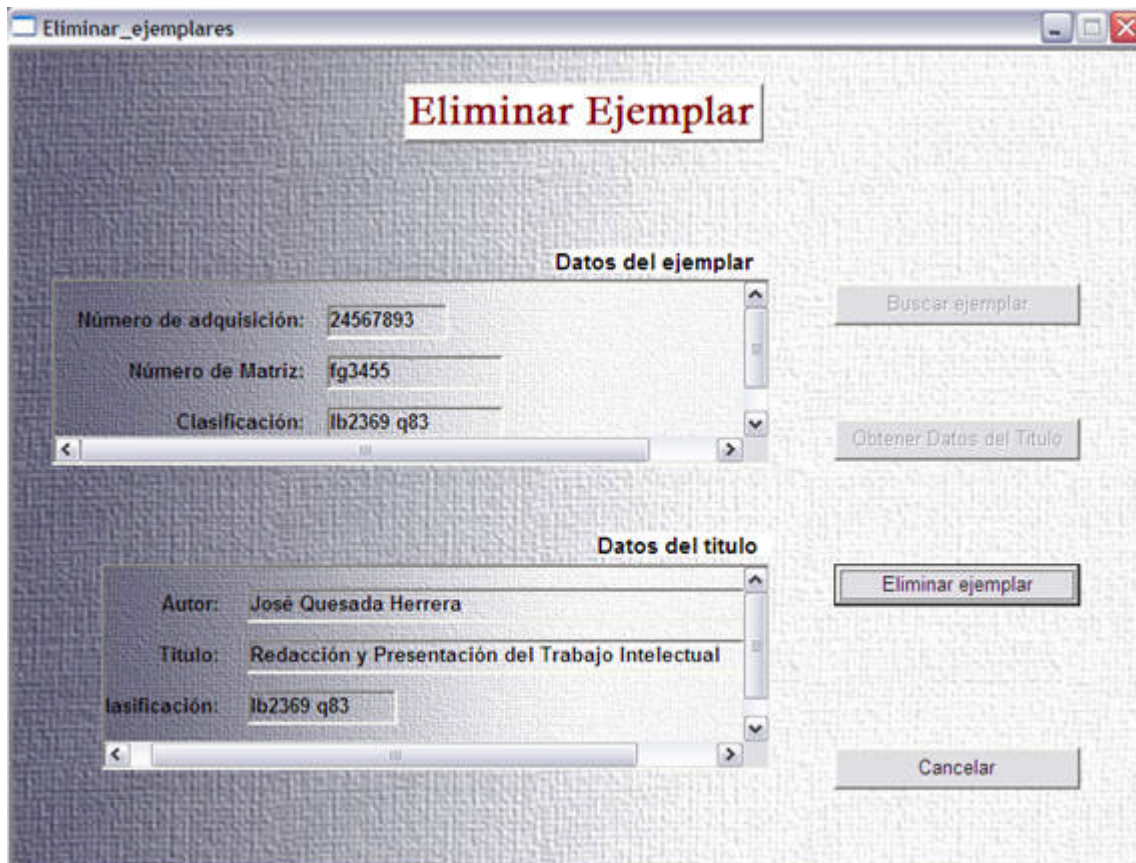 Eliminar_ejemplares
Eliminar Ejemplar
Datos del ejemplar
Número de adquisición: 24567893
Número de Matriz: fg3455
Clasificación: lb2369 q83
Buscar ejemplar
Obtener Datos del Titulo
Datos del titulo
Autor: José Quesada Herrera
Titulo: Redacción y Presentación del Trabajo Intelectual
lasificación: lb2369 q83
Eliminar ejemplar
Cancelar